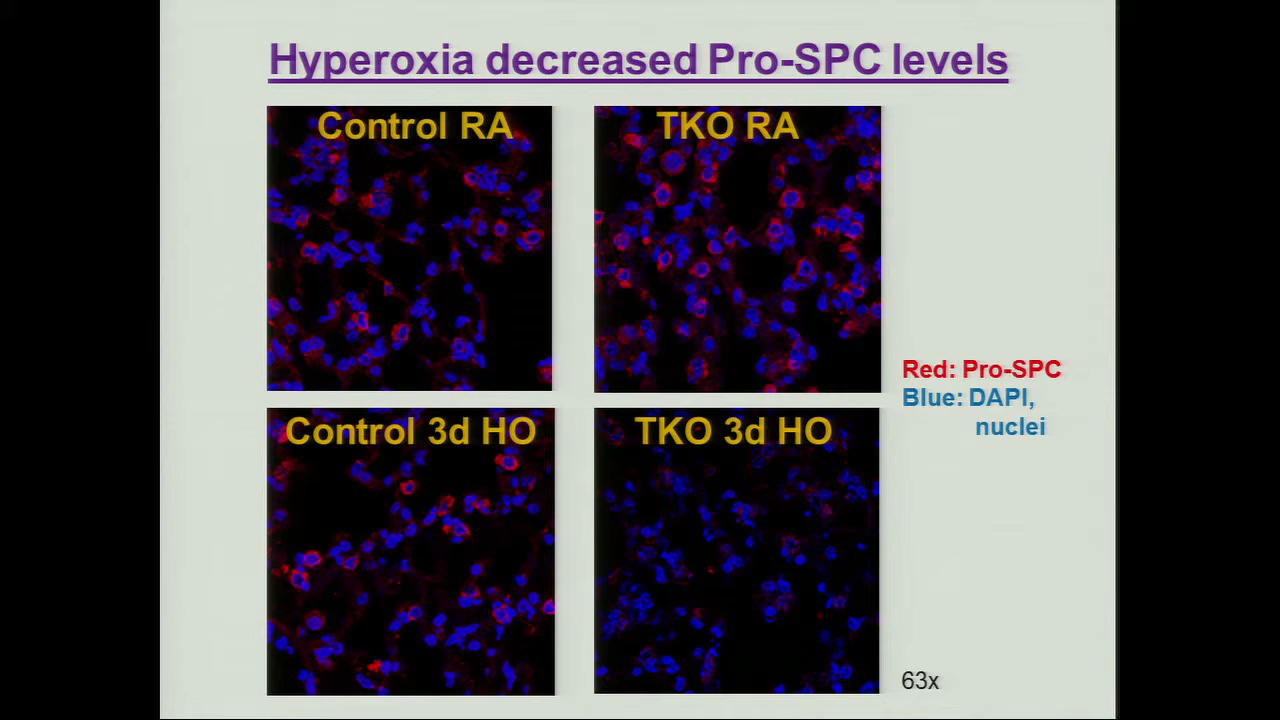 Hyperoxia decreased Pro-SPC levels
Control RA
TKO RA
Control 3d HO
TKO 3d HO
Red: Pro-SPC
Blue: DAPI,
nuclei
63x